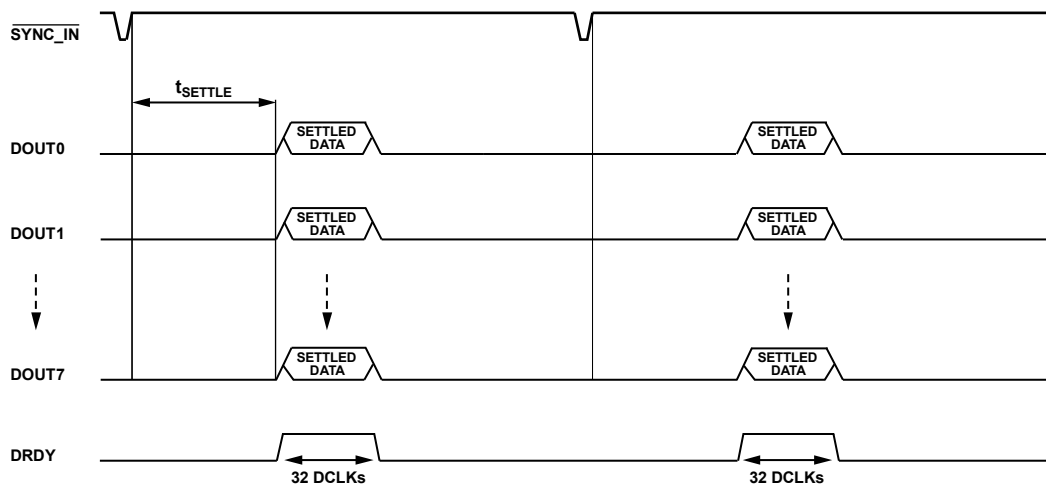 SYNC_IN
tSETTLE
SETTLED
DATA
SETTLED
DATA
DOUT0
SETTLED
DATA
SETTLED
DATA
DOUT1
SETTLED
DATA
SETTLED
DATA
DOUT7
DRDY
32 DCLKs
32 DCLKs